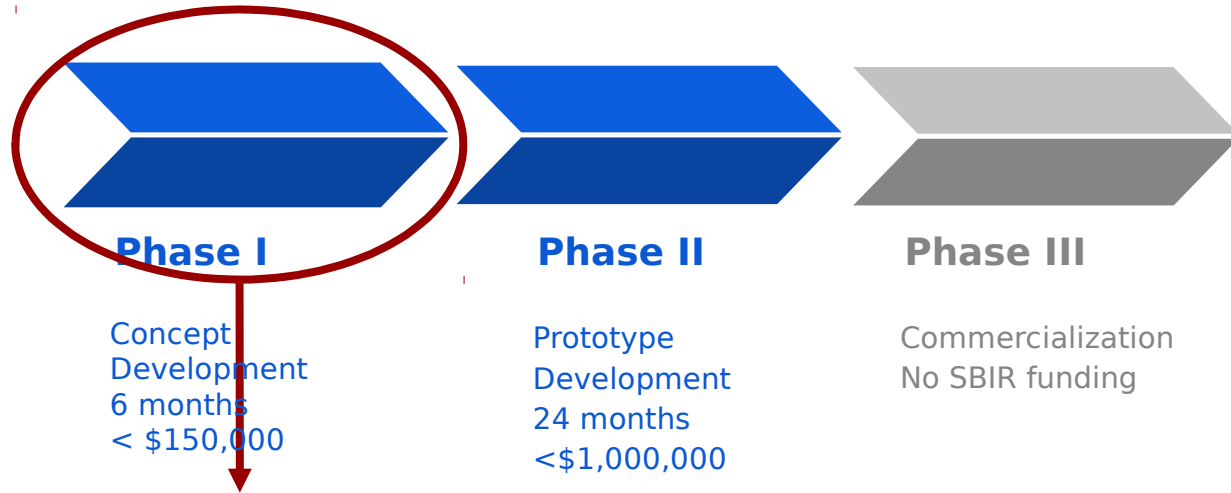 Phase I
Concept
Development
6 months
< $150,000
Phase II
Prototype
Development
24 months
<$1,000,000
Phase III
Commercialization
No SBIR funding